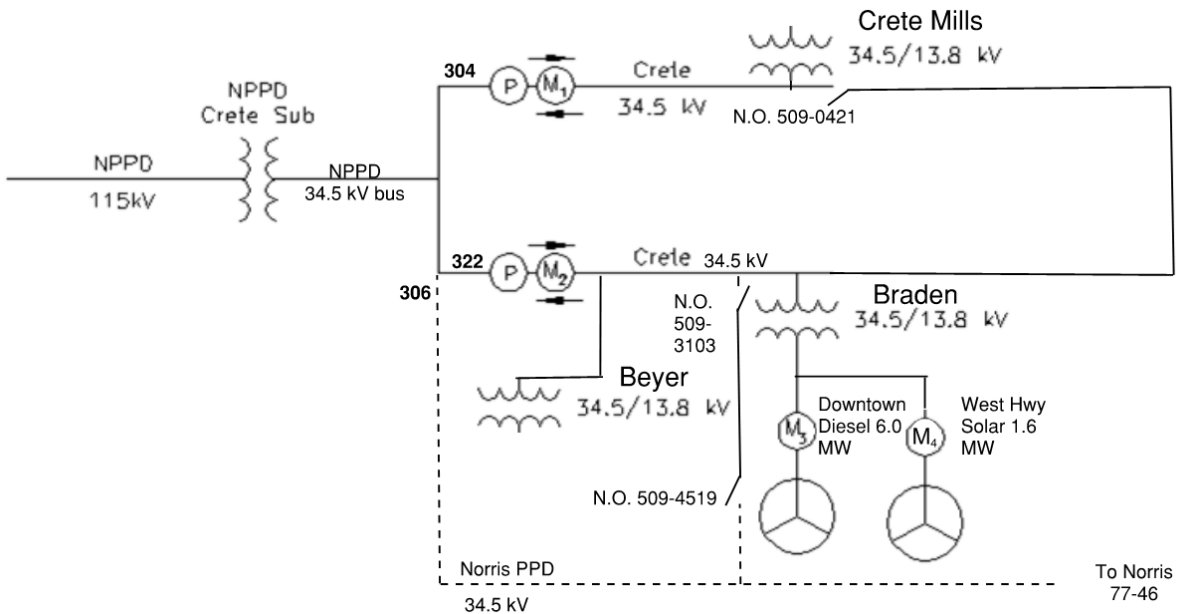 Crete Mills
34.5/13.8 kV
304
P
M1
Crete
34.5 kV
N.O. 509-0421
NPPD
Crete Sub
NPPD
115kV
NPPD
34.5 kV bus
322
P
M2
Crete
34.5 kV
306
N.O.
509-
3103
Braden
34.5/13.8 kV
Beyer
34.5/13.8 kV
M3
Downtown
Diesel 6.0
MW
M4
West Hwy
Solar 1.6
MW
N.O. 509-4519
Norris PPD
34.5 kV
To Norris
77-46